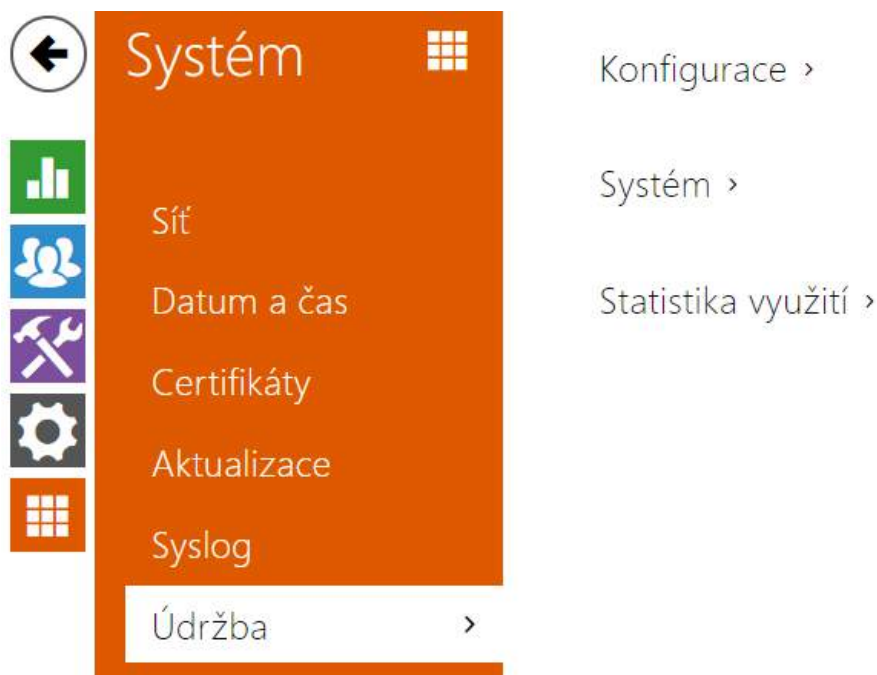 Systém
Síť
Datum a čas
Certifikáty
Aktualizace
Syslog
Údržba ›
Konfigurace ›
Systém ›
Statistika využití ›